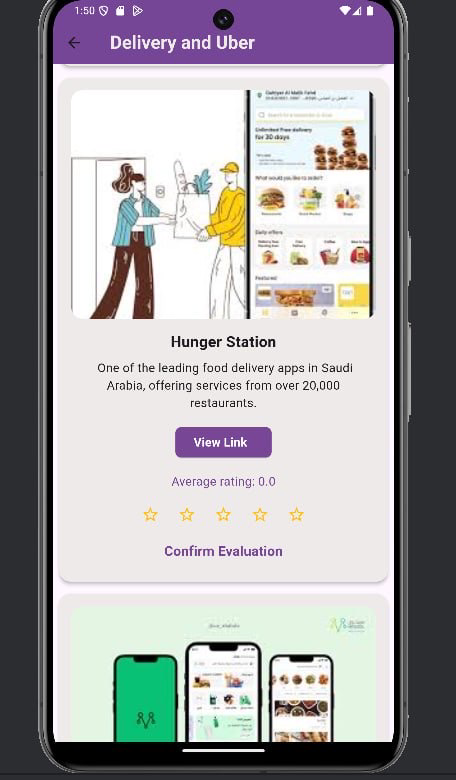 1:50
Delivery and Uber
Unlimited Free delivery
for 30 days
What would you like to order?
Daily offers
Featured
Hunger Station
One of the leading food delivery apps in Saudi
Arabia, offering services from over 20,000
restaurants.
View Link
Average rating: 0.0
Confirm Evaluation